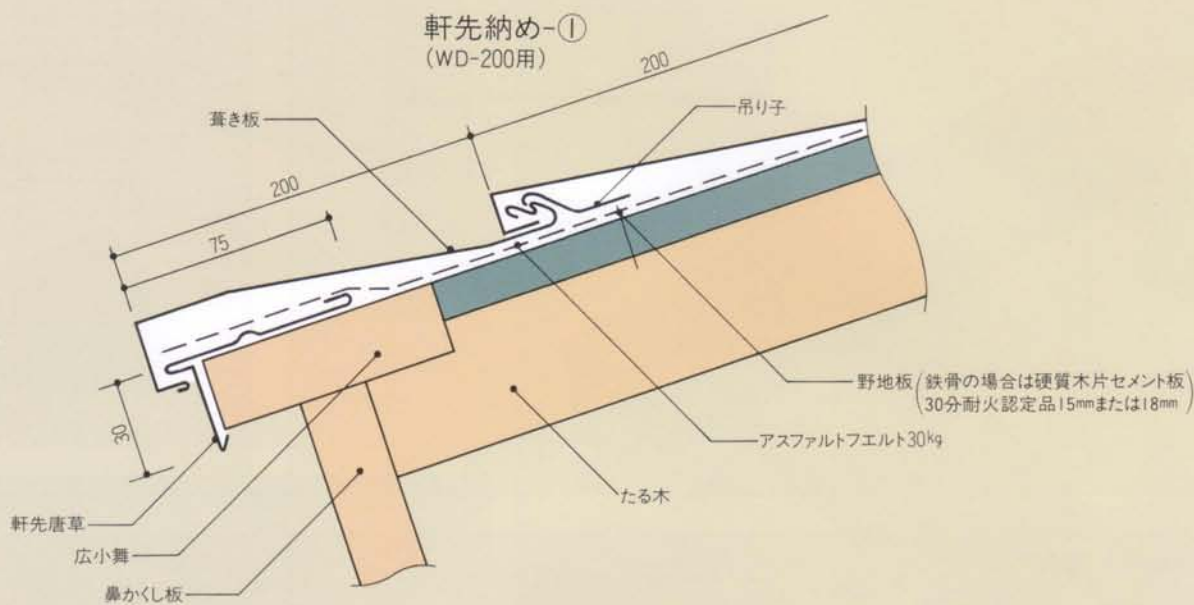 軒先納め-①
(WD-200用)
200
葺き板
吊り子
200
75
野地板(鉄骨の場合は硬質木片セメント板
30分耐火認定品15mmまたは18mm)
30
アスファルトフエルト30kg
たる木
軒先唐草
広小舞
鼻かくし板